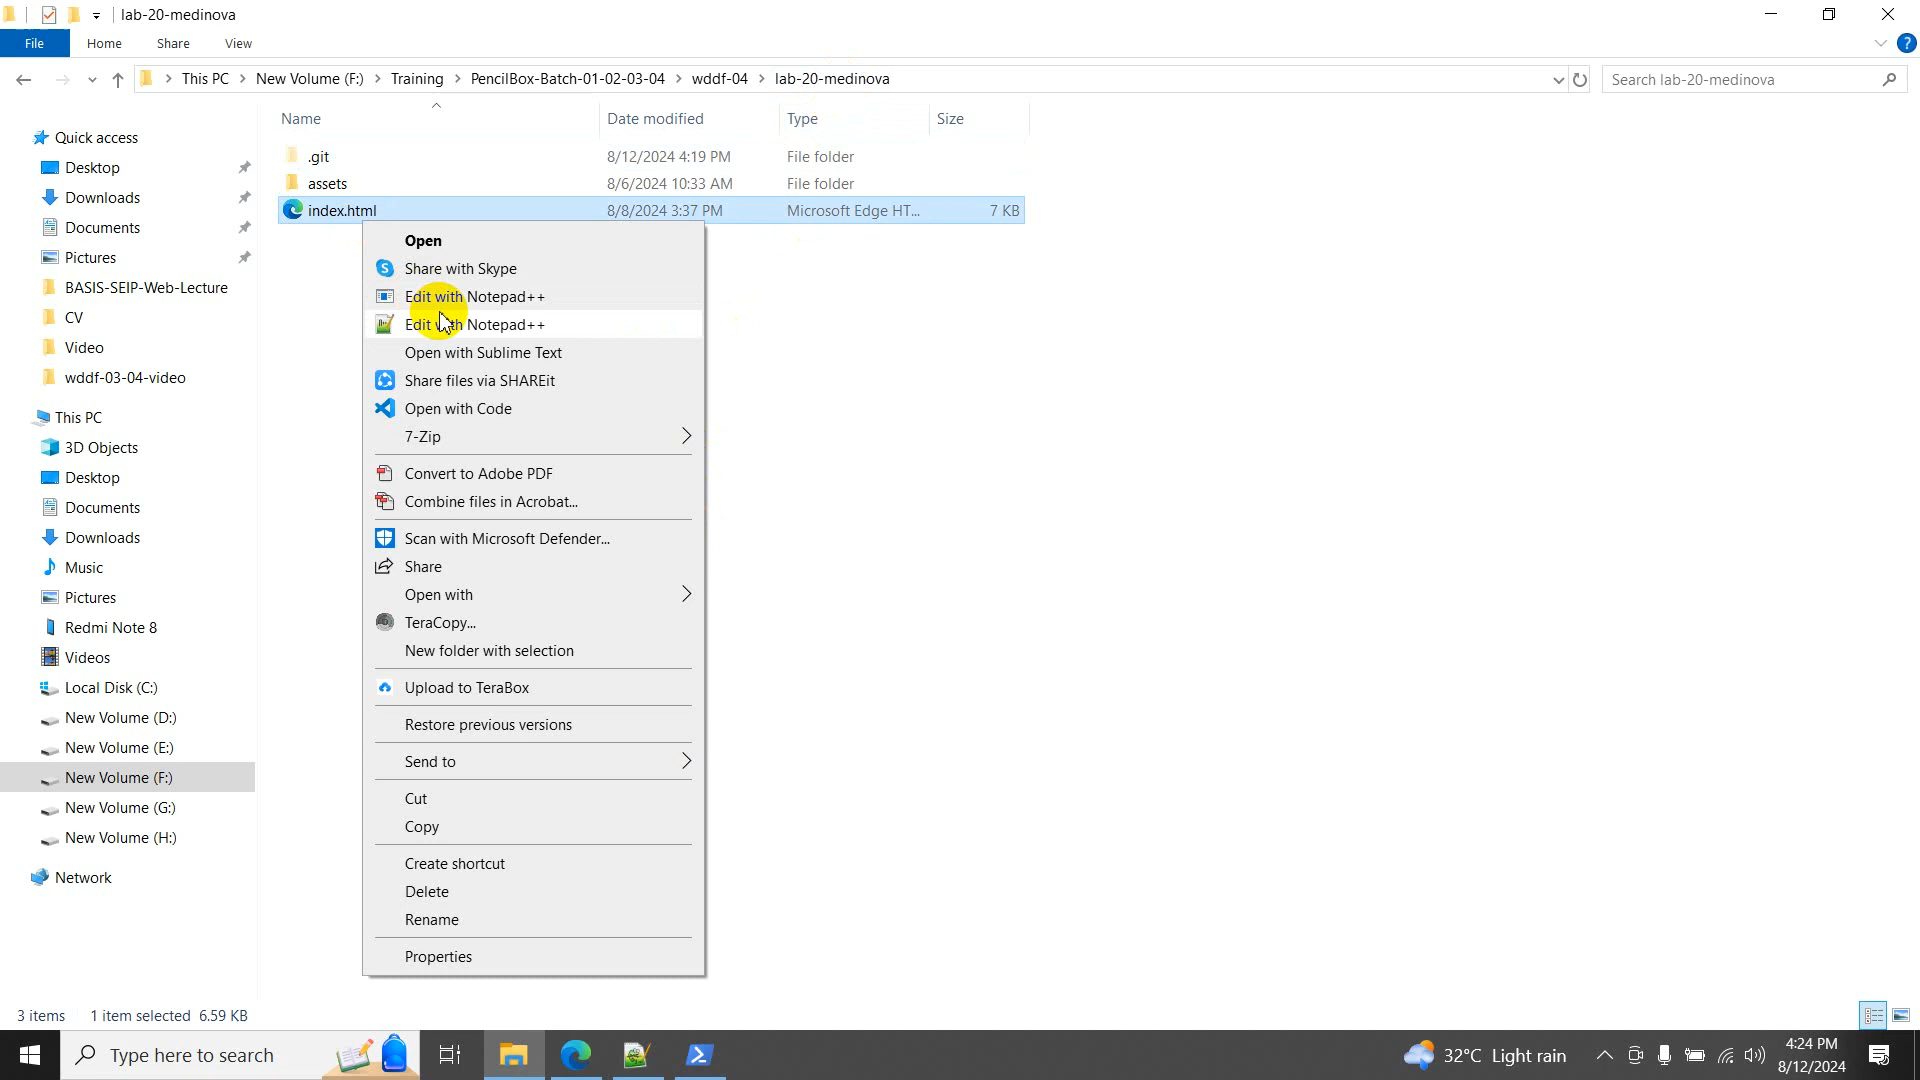 lab-20-medinova
File Home Share View
This PC New Volume (F:) Training PencilBox-Batch-01-02-03-04 wddf-04 lab-20-medinova
Search lab-20-medinova
Name Date modified Type Size
.git 8/12/2024 4:19 PM File folder
assets 8/6/2024 10:33 AM File folder
index.html 8/8/2024 3:37 PM Microsoft Edge HT... 7 KB
Quick access
Desktop
Downloads
Documents
Pictures
BASIS-SEIP-Web-Lecture
CV
Video
wddf-03-04-video
This PC
3D Objects
Desktop
Documents
Downloads
Music
Pictures
Redmi Note 8
Videos
Local Disk (C:)
New Volume (D:)
New Volume (E:)
New Volume (F:)
New Volume (G:)
New Volume (H:)
Network
Open
Share with Skype
Edit with Notepad++
Edit with Notepad++
Open with Sublime Text
Share files via SHAREit
Open with Code
7-Zip
Convert to Adobe PDF
Combine files in Acrobat...
Scan with Microsoft Defender...
Share
Open with
TeraCopy...
New folder with selection
Upload to TeraBox
Restore previous versions
Send to
Cut
Copy
Create shortcut
Delete
Rename
Properties
3 items 1 item selected 6.59 KB
Type here to search
32°C Light rain
4:24 PM
8/12/2024